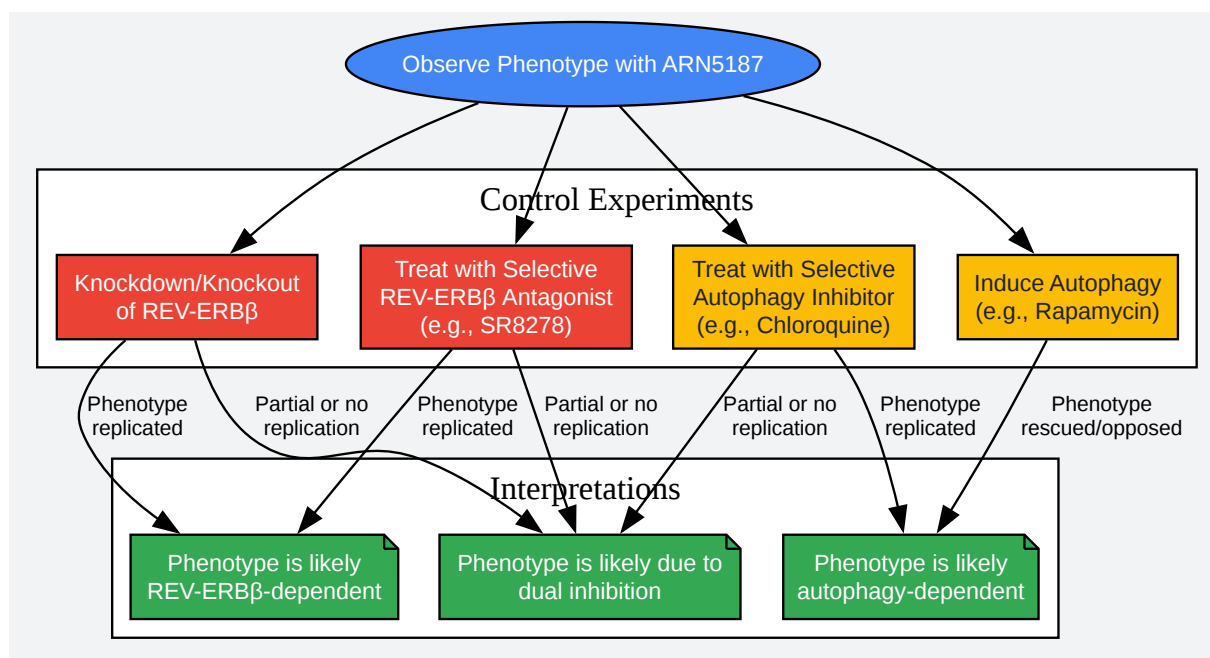 Observe Phenotype with ARN5187
Control Experiments
Knockdown/Knockout
of REV-ERBβ
Treat with Selective
REV-ERBβ Antagonist
(e.g., SR8278)
Treat with Selective
Autophagy Inhibitor
(e.g., Chloroquine)
Induce Autophagy
(e.g., Rapamycin)
Phenotype
replicated
Partial or no
replication
Phenotype
replicated
Partial or no
replication
Partial or no
replication
Phenotype
replicated
Phenotype
rescued/opposed
Interpretations
Phenotype is likely
REV-ERBβ-dependent
Phenotype is likely due to
dual inhibition
Phenotype is likely
autophagy-dependent